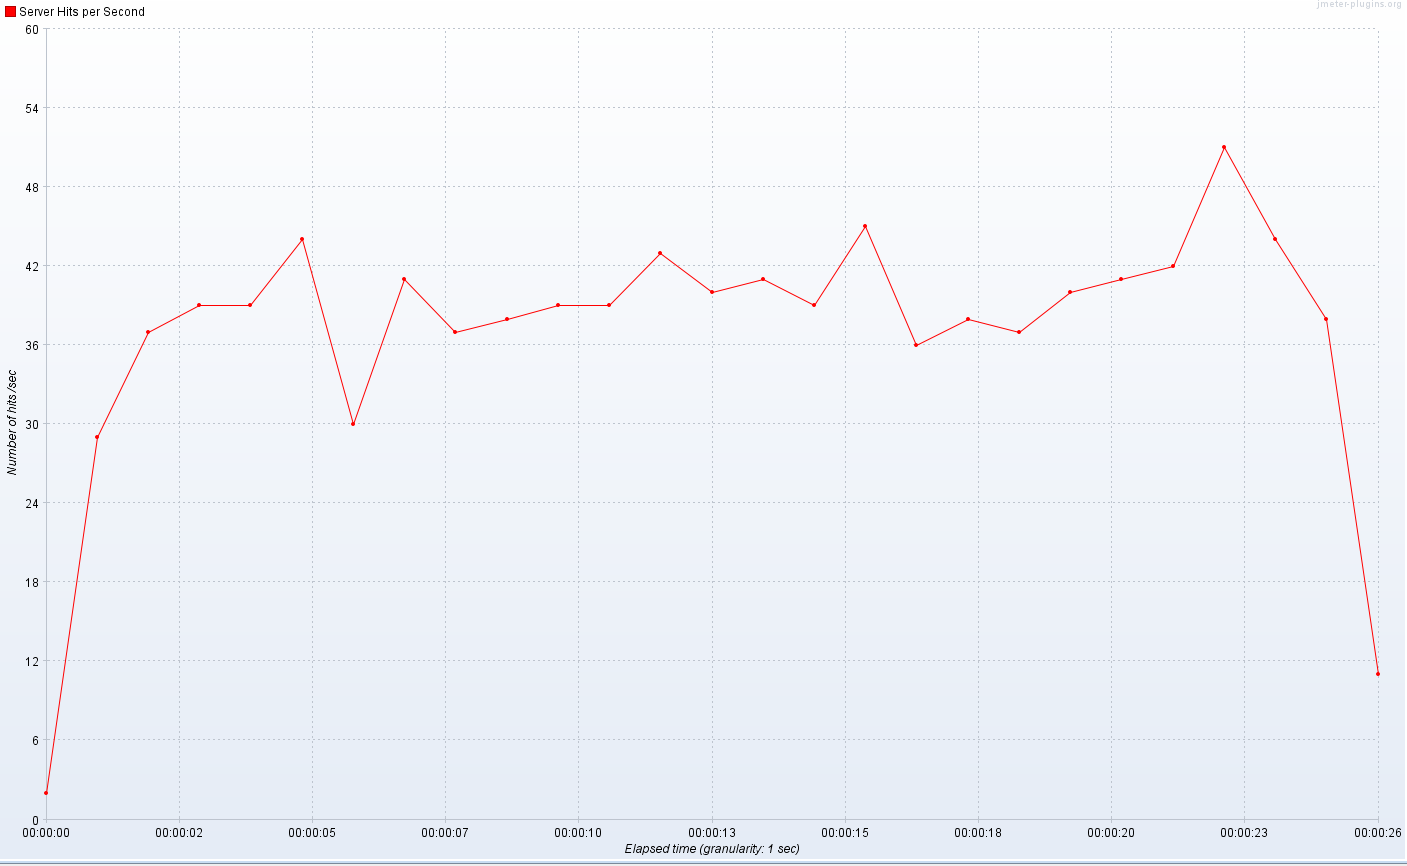 jmeter-plugins.org
Server Hits per Second
60
54
48
42
36
30
24
18
12
6
0
Number of hits /sec
00:00:00 00:00:02 00:00:05 00:00:07 00:00:10 00:00:13 00:00:15 00:00:18 00:00:20 00:00:23 00:00:26
Elapsed time (granularity: 1 sec)